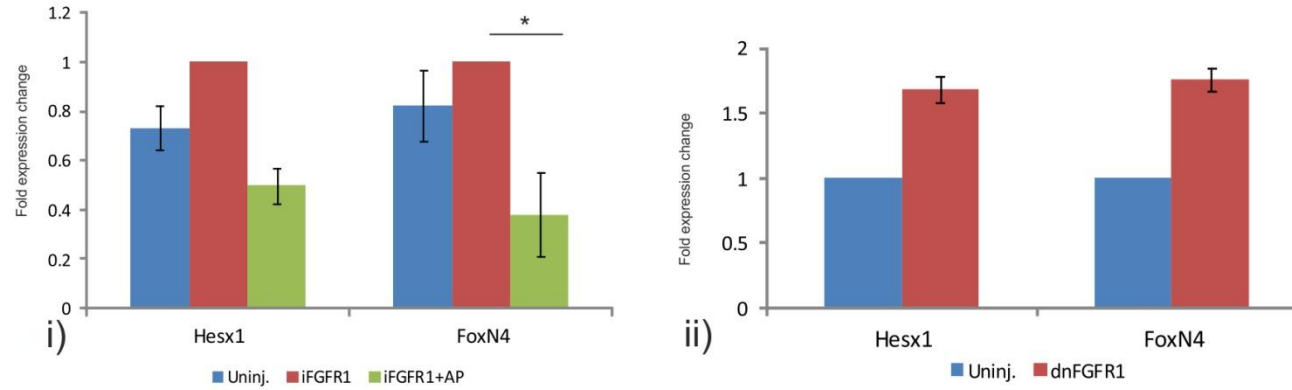 1.2
1
0.8
0.6
0.4
0.2
0
Fold expression change
*
Hesx1 FoxN4
i)
Uninj. iFGFR1 iFGFR1+AP
2
1.5
1
0.5
0
Fold expression change
Hesx1 FoxN4
ii)
Uninj. dnFGFR1